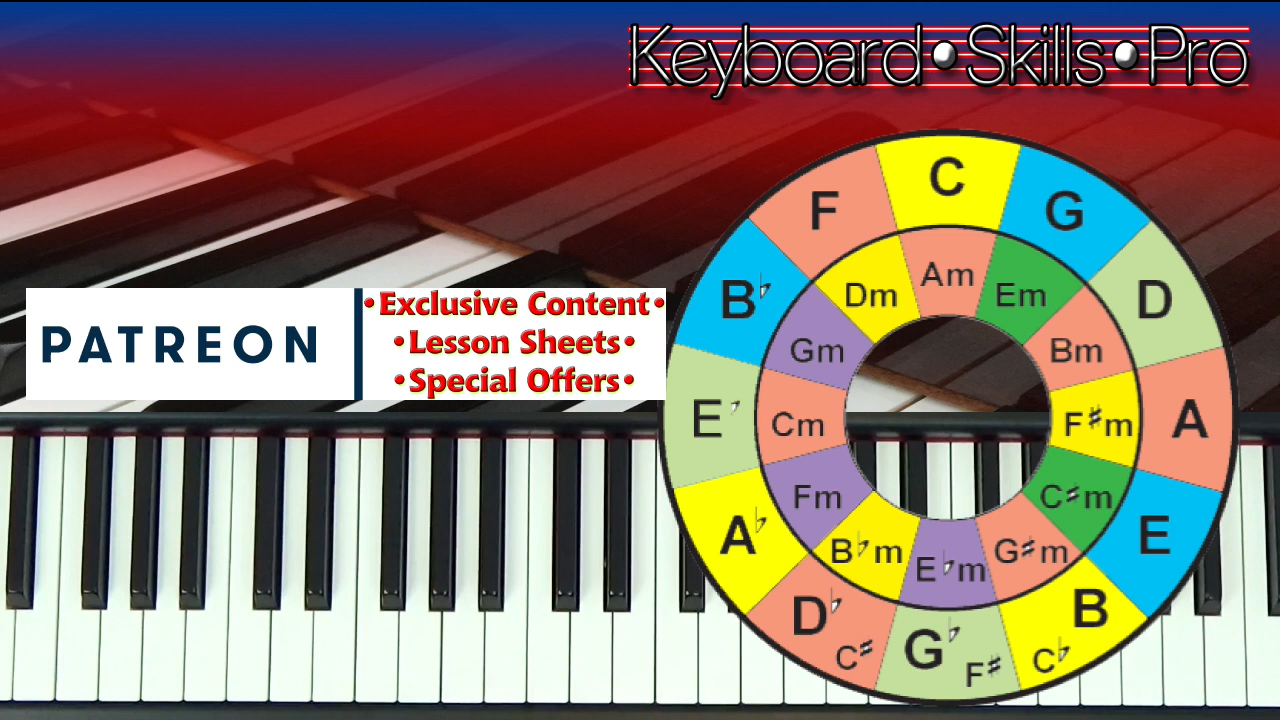 Keyboard•Skills•Pro
PATREON
•Exclusive Content•
•Lesson Sheets•
•Special Offers•
C
G
D
A
E
B
C♭
G♭
F♯
D♭
C♯
A♭
E♭
B♭
F
Am
Em
Bm
F♯m
C♯m
G♯m
E♭m
B♭m
Fm
Cm
Gm
Dm